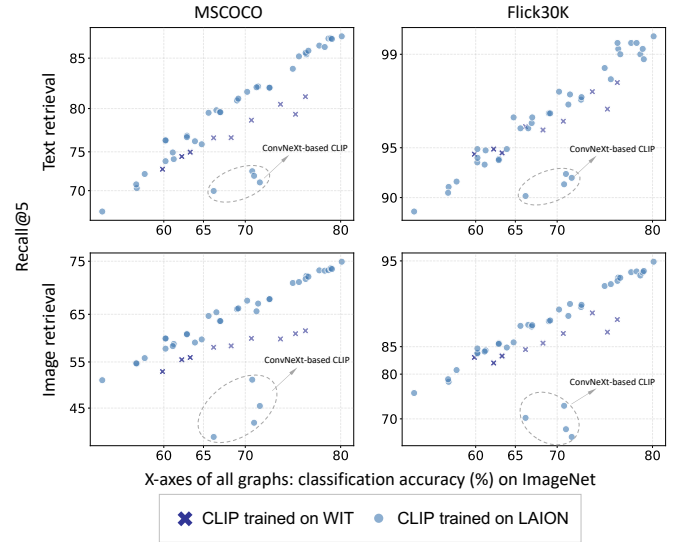 MSCOCO
Flick30K
Text retrieval
85
80
75
70
ConvNeXt-based CLIP
60
65
70
80
99
95
90
ConvNeXt-based CLIP
60
65
70
80
Recall@5
Image retrieval
75
65
55
45
ConvNeXt-based CLIP
60
65
70
80
95
85
70
ConvNeXt-based CLIP
60
65
70
80
X-axes of all graphs: classification accuracy (%) on ImageNet
CLIP trained on WIT
CLIP trained on LAION